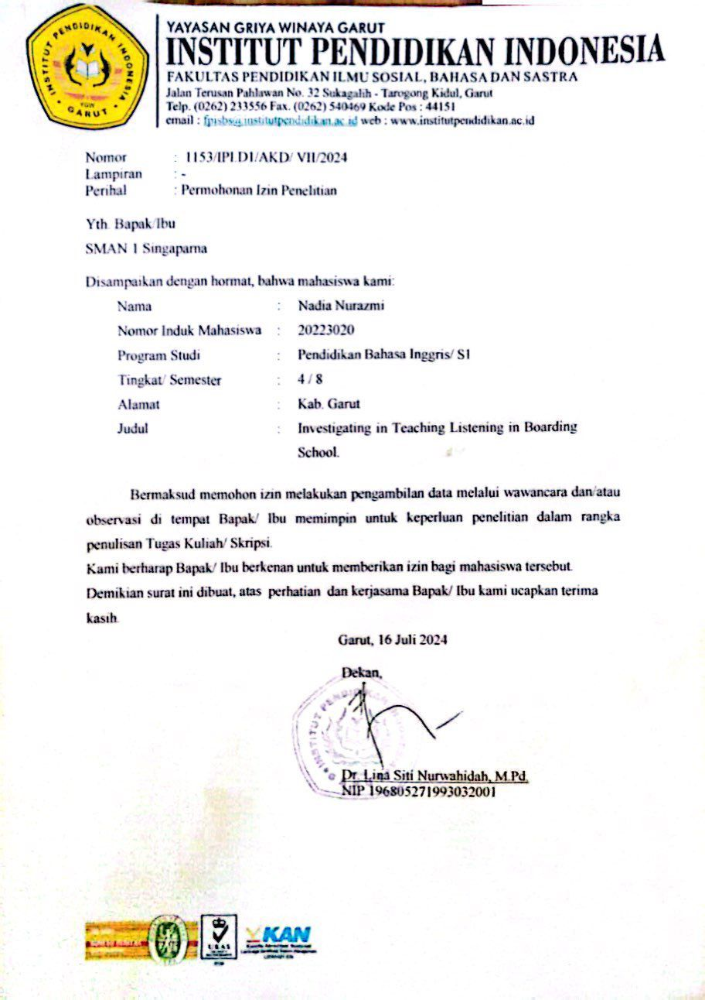 INSTITUT PENDIDIKAN INDONESIA
GARUT
YAYASAN GRIYA WINAYA GARUT
INSTITUT PENDIDIKAN INDONESIA
FAKULTAS PENDIDIKAN ILMU SOSIAL, BAHASA DAN SASTRA
Jalan Terusan Pahlawan No. 32 Sukagalih - Tarogong Kidul, Garut
Telp. (0262) 233556 Fax. (0262) 540469 Kode Pos : 44151
email : fpisbs@institutpendidikan.ac.id web : www.institutpendidikan.ac.id
Nomor : 1153/IPI.D1/AKD/ VII/2024
Lampiran : -
Perihal : Permohonan Izin Penelitian
Yth. Bapak/Ibu
SMAN 1 Singaparna
Disampaikan dengan hormat, bahwa mahasiswa kami:
Nama : Nadia Nurazmi
Nomor Induk Mahasiswa : 20223020
Program Studi : Pendidikan Bahasa Inggris/ S1
Tingkat/ Semester : 4 / 8
Alamat : Kab. Garut
Judul : Investigating in Teaching Listening in Boarding
School.
Bermaksud memohon izin melakukan pengambilan data melalui wawancara dan/atau
observasi di tempat Bapak/ Ibu memimpin untuk keperluan penelitian dalam rangka
penulisan Tugas Kuliah/ Skripsi.
Kami berharap Bapak/ Ibu berkenan untuk memberikan izin bagi mahasiswa tersebut.
Demikian surat ini dibuat, atas perhatian dan kerjasama Bapak/ Ibu kami ucapkan terima
kasih.
Garut, 16 Juli 2024
Dekan,
INSTITUT PENDIDIKAN
Dr. Lina Siti Nurwahidah, M.Pd.
NIP 196805271993032001
UKAS
KAN